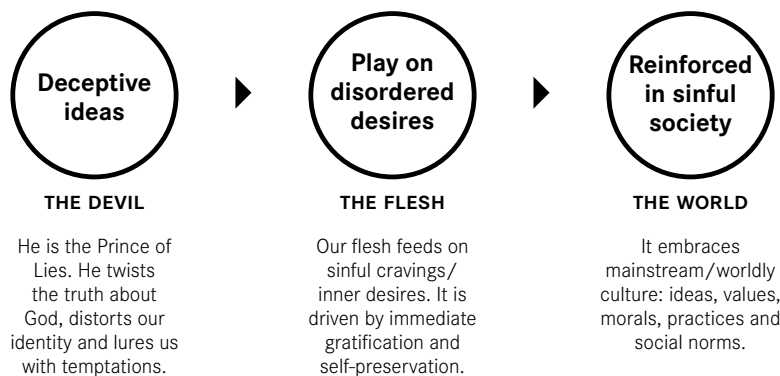 Deceptive
ideas
THE DEVIL
He is the Prince of
Lies. He twists
the truth about
God, distorts our
identity and lures us
with temptations.
Play on
disordered
desires
THE FLESH
Our flesh feeds on
sinful cravings/
inner desires. It is
driven by immediate
gratification and
self-preservation.
Reinforced
in sinful
society
THE WORLD
It embraces
mainstream/worldly
culture: ideas, values,
morals, practices and
social norms.